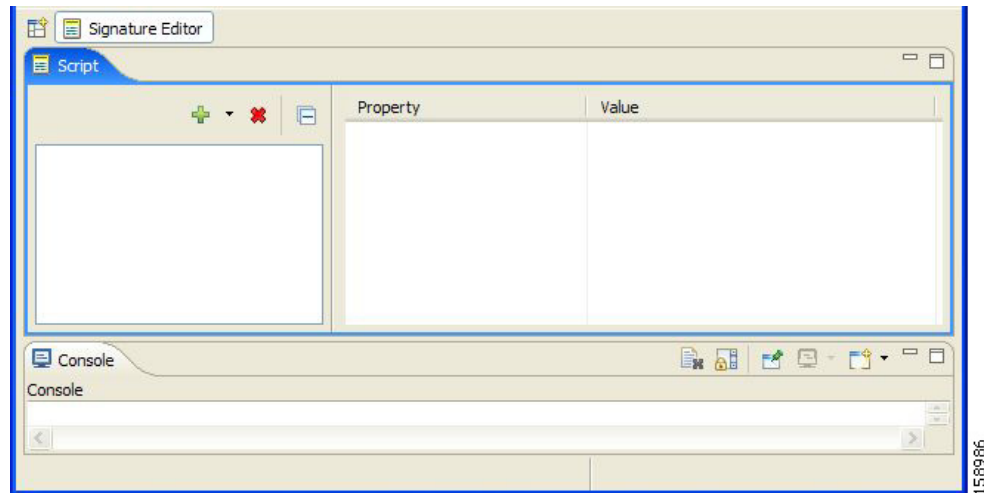 Signature Editor
Script
Property Value
Console
Console
158986